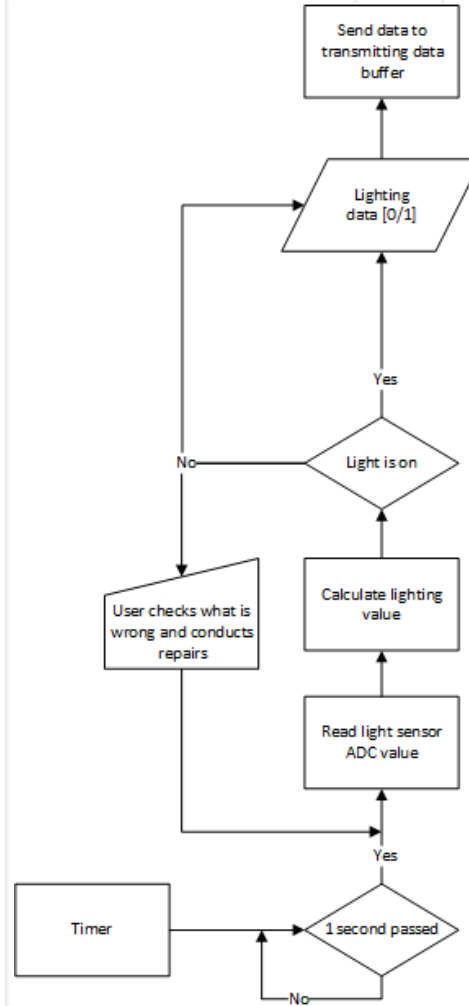 Send data to
transmitting data
buffer
Lighting
data [0/1]
Yes
No
Light is on
Calculate lighting
value
User checks what is
wrong and conducts
repairs
Read light sensor
ADC value
Yes
Timer
1 second passed
No